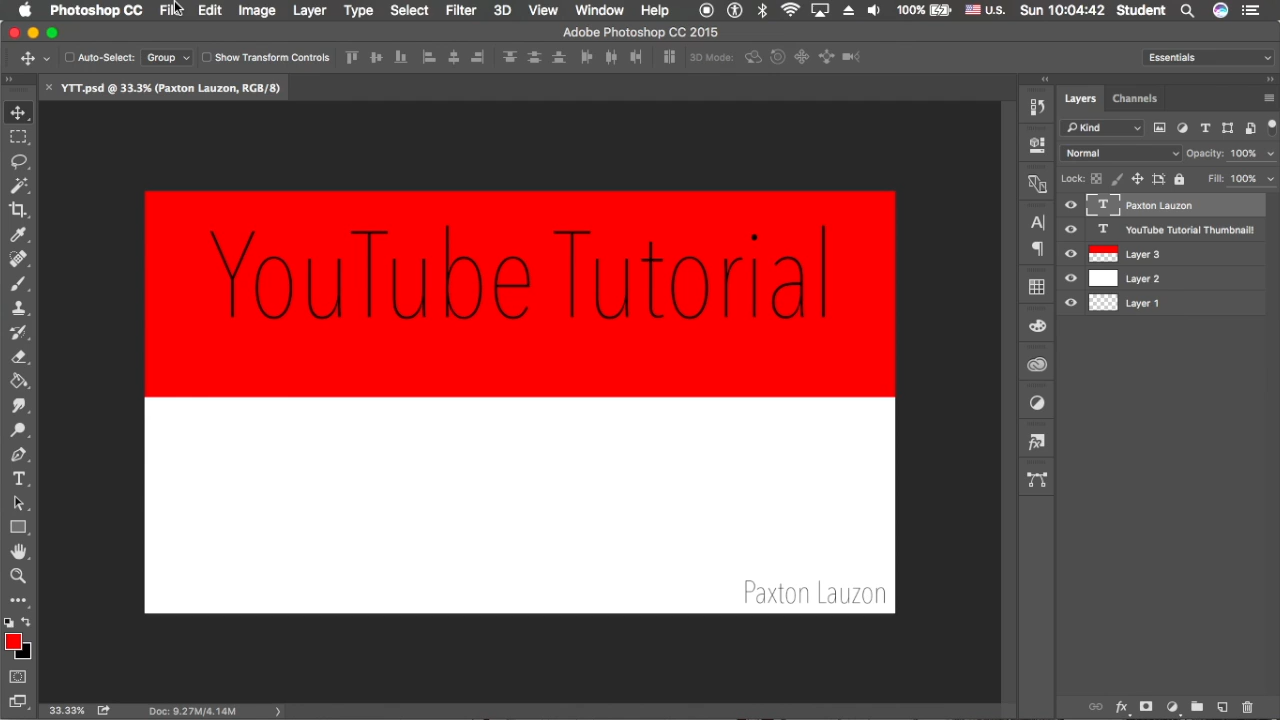 Photoshop CC File Edit Image Layer Type Select Filter 3D View Window Help 100% U.S. Sun 10:04:42 Student
Adobe Photoshop CC 2015
Auto-Select: Group Show Transform Controls 3D Mode: Essentials
YTT.psd @ 33.3% (Paxton Lauzon, RGB/8)
Layers Channels
Kind
Normal Opacity: 100%
Lock: Fill: 100%
Paxton Lauzon
YouTube Tutorial Thumbnail!
Layer 3
Layer 2
Layer 1
YouTube Tutorial
Paxton Lauzon
33.33% Doc: 9.27M/4.14M